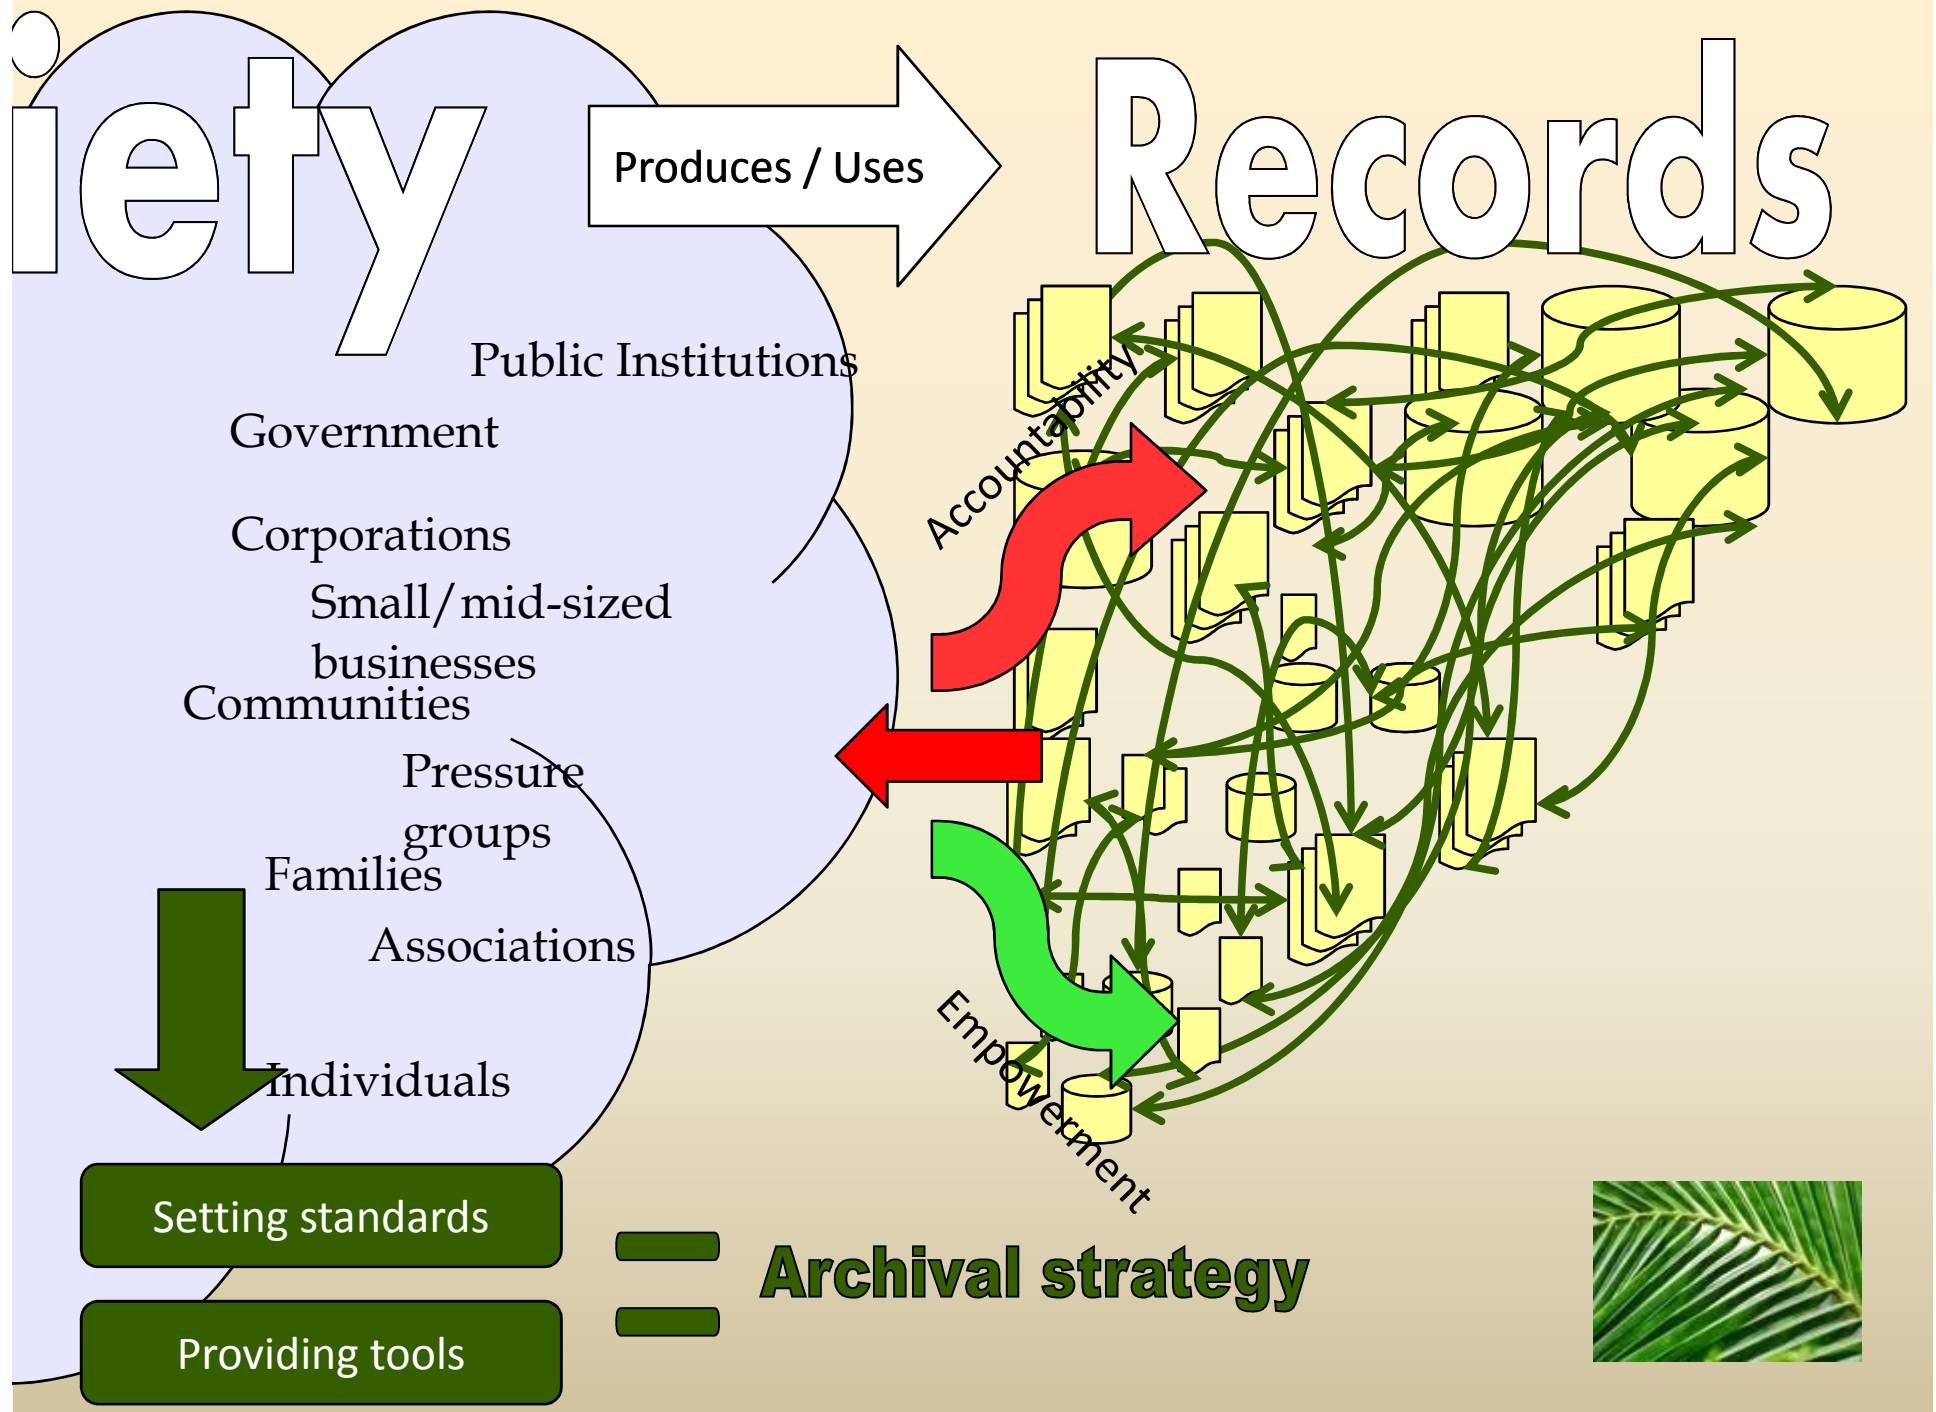 iety
Produces / Uses
Records
Public Institutions
Accountability
Government
Corporations
Small/mid-sized
businesses
Communities
Pressure
groups
Families
Associations
Individuals
Empowerment
Setting standards
Archival strategy
Providing tools